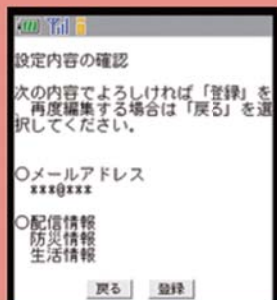 設定内容の確認
次の内容でよろしければ「登録」を
再度編集する場合は「戻る」を選
択してください。
○メールアドレス
***@***
○配信情報
防災情報
生活情報
戻る 登録